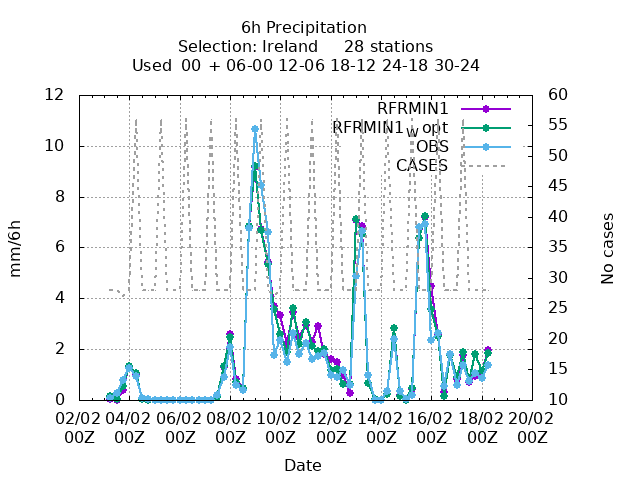 6h Precipitation
Selection: Ireland 28 stations
Used 00 + 06-00 12-06 18-12 24-18 30-24
12 60
RFRMIN1
55
RFRMIN1W opt
10 50
OBS
CASES
45
8
40
6 35
30
4
25
2 20
15
0 10
mm/6h
No cases
02/02 04/02 06/02 08/02 10/02 12/02 14/02 16/02 18/02 20/02
00Z 00Z 00Z 00Z 00Z 00Z 00Z 00Z 00Z 00Z
Date